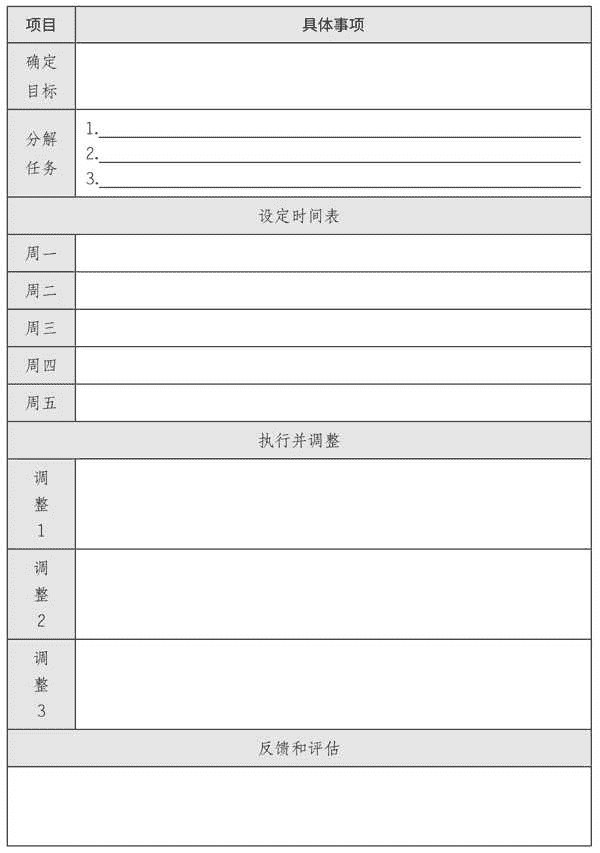 项目 具体事项
确定
目标
分解
任务
1.
2.
3.
设定时间表
周一
周二
周三
周四
周五
执行并调整
调
整
1
调
整
2
调
整
3
反馈和评估